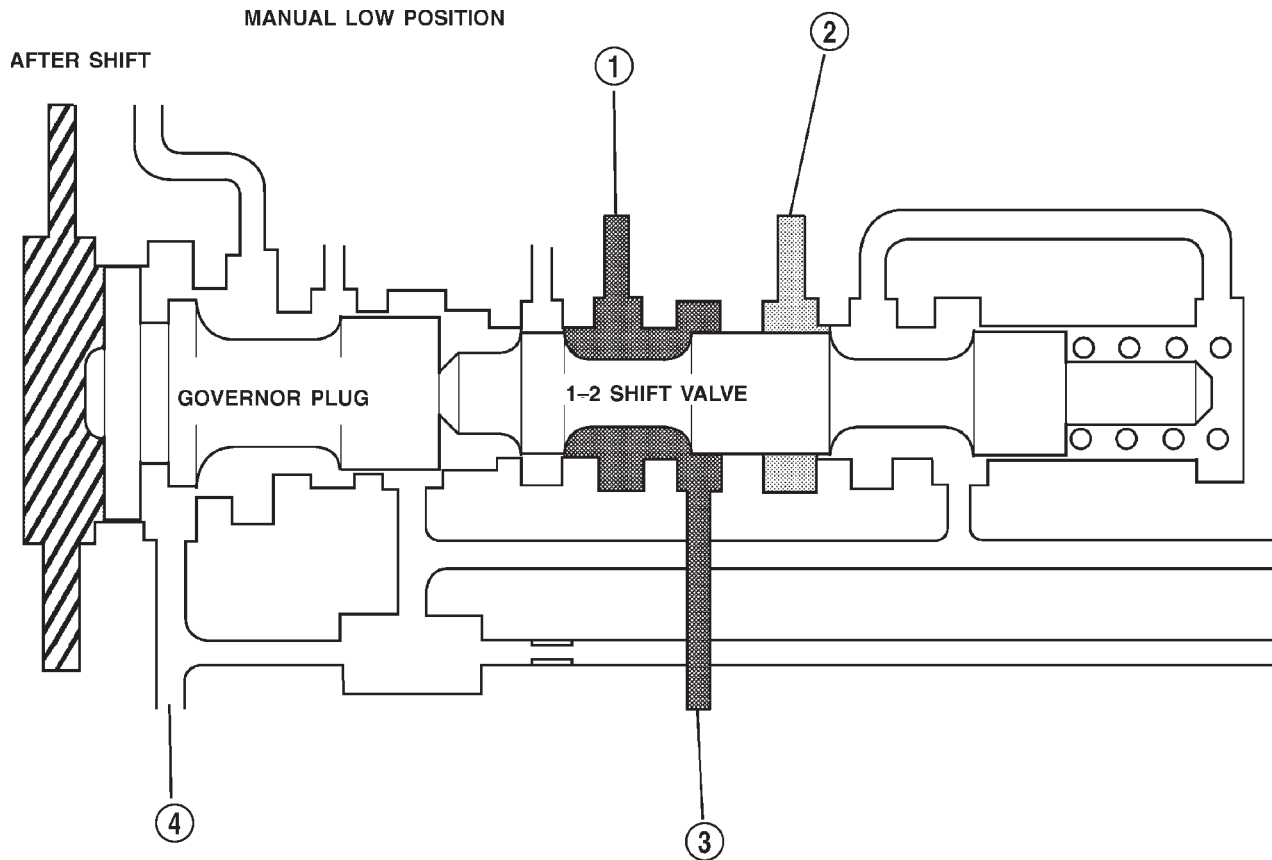 MANUAL LOW POSITION
AFTER SHIFT
1
2
GOVERNOR PLUG
1–2 SHIFT VALVE
4
3